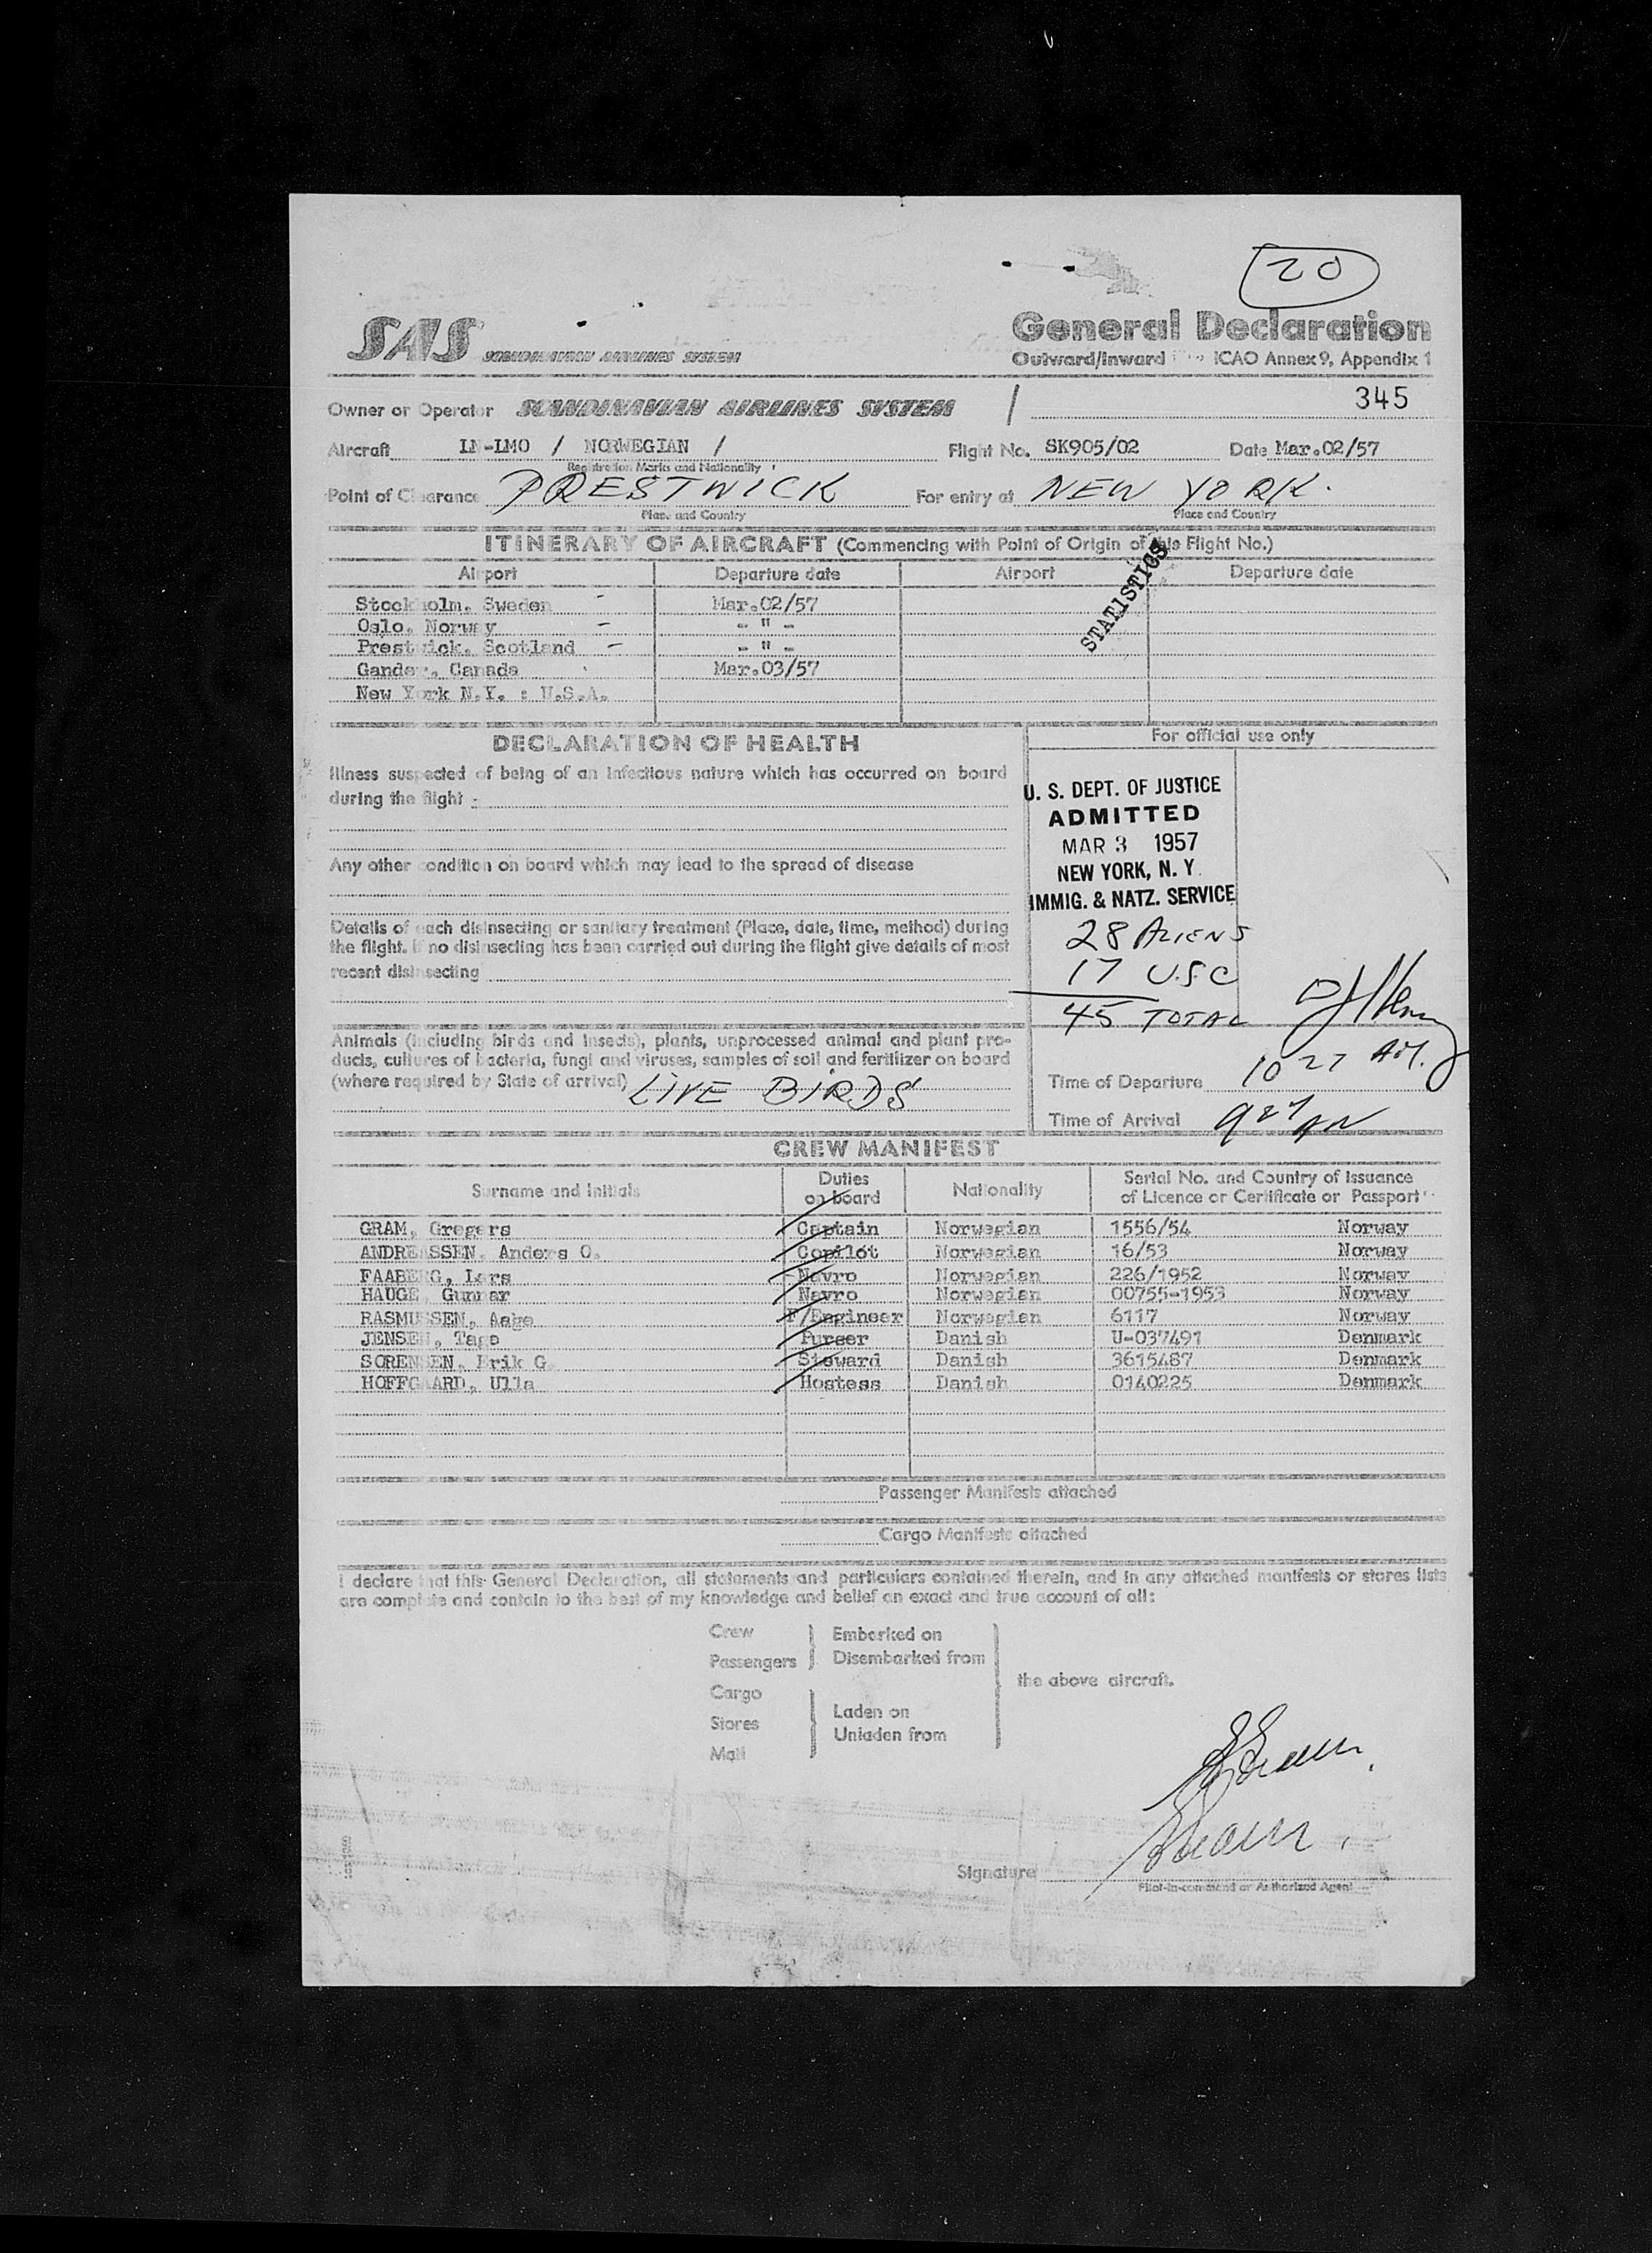 20
SAS SCANDINAVIAN AIRLINES SYSTEM
General Declaration
Outward/Inward ICAO Annex 9, Appendix 1
345
Owner or Operator SCANDINAVIAN AIRLINES SYSTEM
Aircraft LN-LMO / NORWEGIAN / Flight No. SK905/02 Date Mar.02/57
Registration Marks and Nationality
Point of Clearance PRESTWICK For entry at NEW YORK.
Place and Country Place and Country
ITINERARY OF AIRCRAFT (Commencing with Point of Origin of this Flight No.)
STATISTICS
Airport Departure date Airport Departure date
Stockholm, Sweden - Mar.02/57
Oslo, Norway - - " -
Prestwick, Scotland - - " -
Gander, Canada Mar.03/57
New York N.Y. : U.S.A.
DECLARATION OF HEALTH
Illness suspected of being of an infectious nature which has occurred on board
during the flight :
Any other condition on board which may lead to the spread of disease
Details of each disinsecting or sanitary treatment (Place, date, time, method) during
the flight. If no disinsecting has been carried out during the flight give details of most
recent disinsecting
Animals (including birds and insects), plants, unprocessed animal and plant pro-
ducts, cultures of bacteria, fungi and viruses, samples of soil and fertilizer on board
(where required by State of arrival) LIVE BIRDS
For official use only
U. S. DEPT. OF JUSTICE
ADMITTED
MAR 3 1957
NEW YORK, N. Y.
IMMIG. & NATZ. SERVICE
28 ALIENS
17 USC
45 TOTAL
Time of Departure 10 27 AM.
Time of Arrival 9 27 AM
CREW MANIFEST
Surname and Initials Duties on board Nationality Serial No. and Country of Issuance of Licence or Certificate or Passport
GRAM, Gregers Captain Norwegian 1556/54 Norway
ANDREASSEN, Anders O. Copilot Norwegian 16/53 Norway
FAABERG, Lars Navro Norwegian 226/1952 Norway
HAUGE, Gunnar Navro Norwegian 00755-1953 Norway
RASMUSSEN, Aage F/Engineer Norwegian 6117 Norway
JENSEN, Tage Purser Danish U-037491 Denmark
SORENSEN, Erik G. Steward Danish 3615487 Denmark
HOFFGAARD, Ulla Hostess Danish 0140225 Denmark
Passenger Manifests attached
Cargo Manifests attached
I declare that this General Declaration, all statements and particulars contained therein, and in any attached manifests or stores lists
are complete and contain to the best of my knowledge and belief an exact and true account of all:
Crew
Passengers
Embarked on
Disembarked from
Cargo
Stores
Mail
Laden on
Unladen from
the above aircraft.
Signature
Pilot-in-command or Authorized Agent